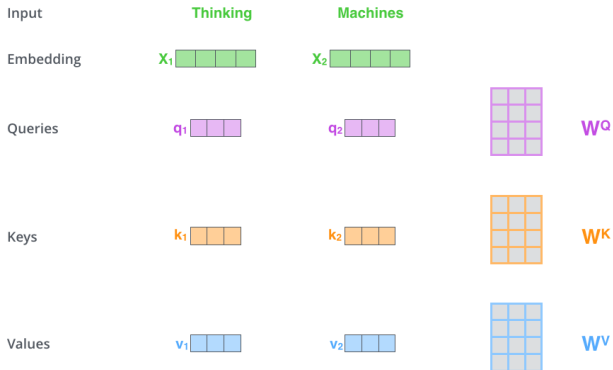 Input Thinking Machines
Embedding X1 X2
Queries q1 q2 WQ
Keys k1 k2 WK
Values v1 v2 WV